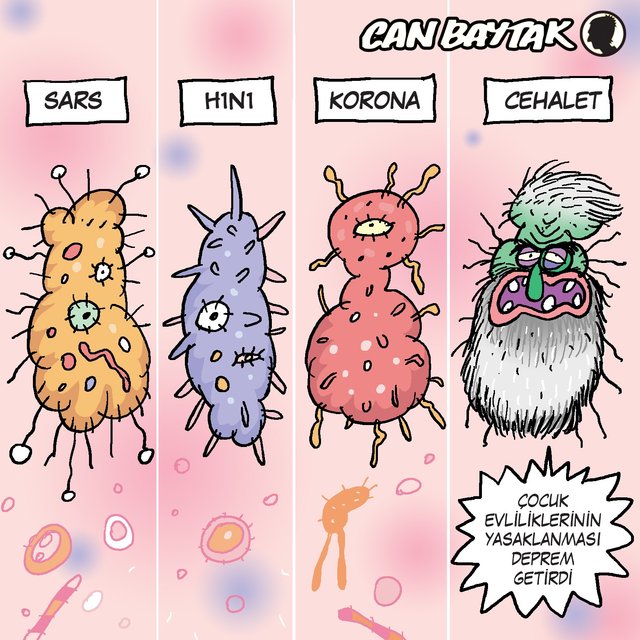 CAN BAYTAK
SARS
H1N1
KORONA
CEHALET
ÇOCUK
EVLİLİKLERİNİN
YASAKLANMASI
DEPREM
GETİRDİ